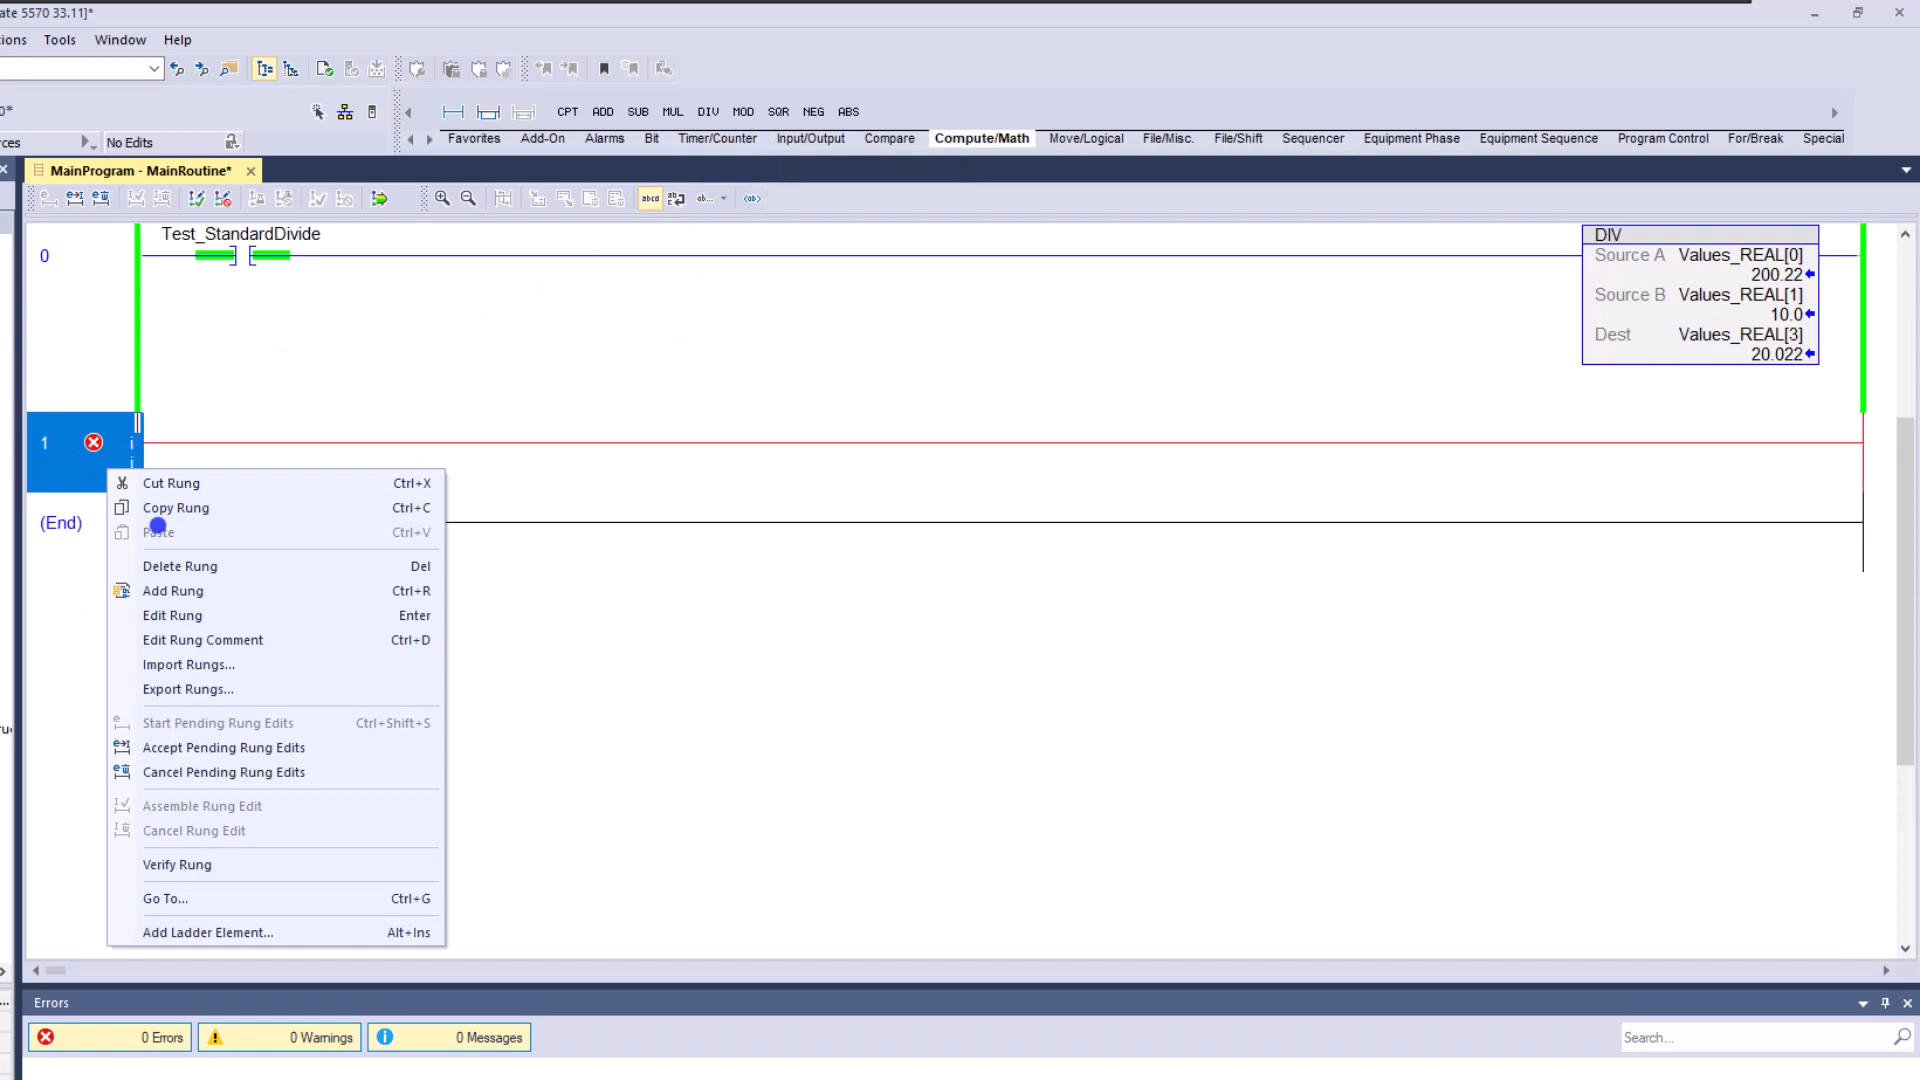 ate 5570 33.11]*
ions Tools Window Help
0*
CPT ADD SUB MUL DIV MOD SQR NEG ABS
ces No Edits
Favorites Add-On Alarms Bit Timer/Counter Input/Output Compare Compute/Math Move/Logical File/Misc. File/Shift Sequencer Equipment Phase Equipment Sequence Program Control For/Break Special
MainProgram - MainRoutine*
abcd ab... <ab>
Test_StandardDivide
0
DIV
Source A Values_REAL[0]
200.22
Source B Values_REAL[1]
10.0
Dest Values_REAL[3]
20.022
1 i
i
(End)
Cut Rung Ctrl+X
Copy Rung Ctrl+C
Paste Ctrl+V
Delete Rung Del
Add Rung Ctrl+R
Edit Rung Enter
Edit Rung Comment Ctrl+D
Import Rungs...
Export Rungs...
Start Pending Rung Edits Ctrl+Shift+S
Accept Pending Rung Edits
Cancel Pending Rung Edits
Assemble Rung Edit
Cancel Rung Edit
Verify Rung
Go To... Ctrl+G
Add Ladder Element... Alt+Ins
Errors
0 Errors 0 Warnings 0 Messages
Search...